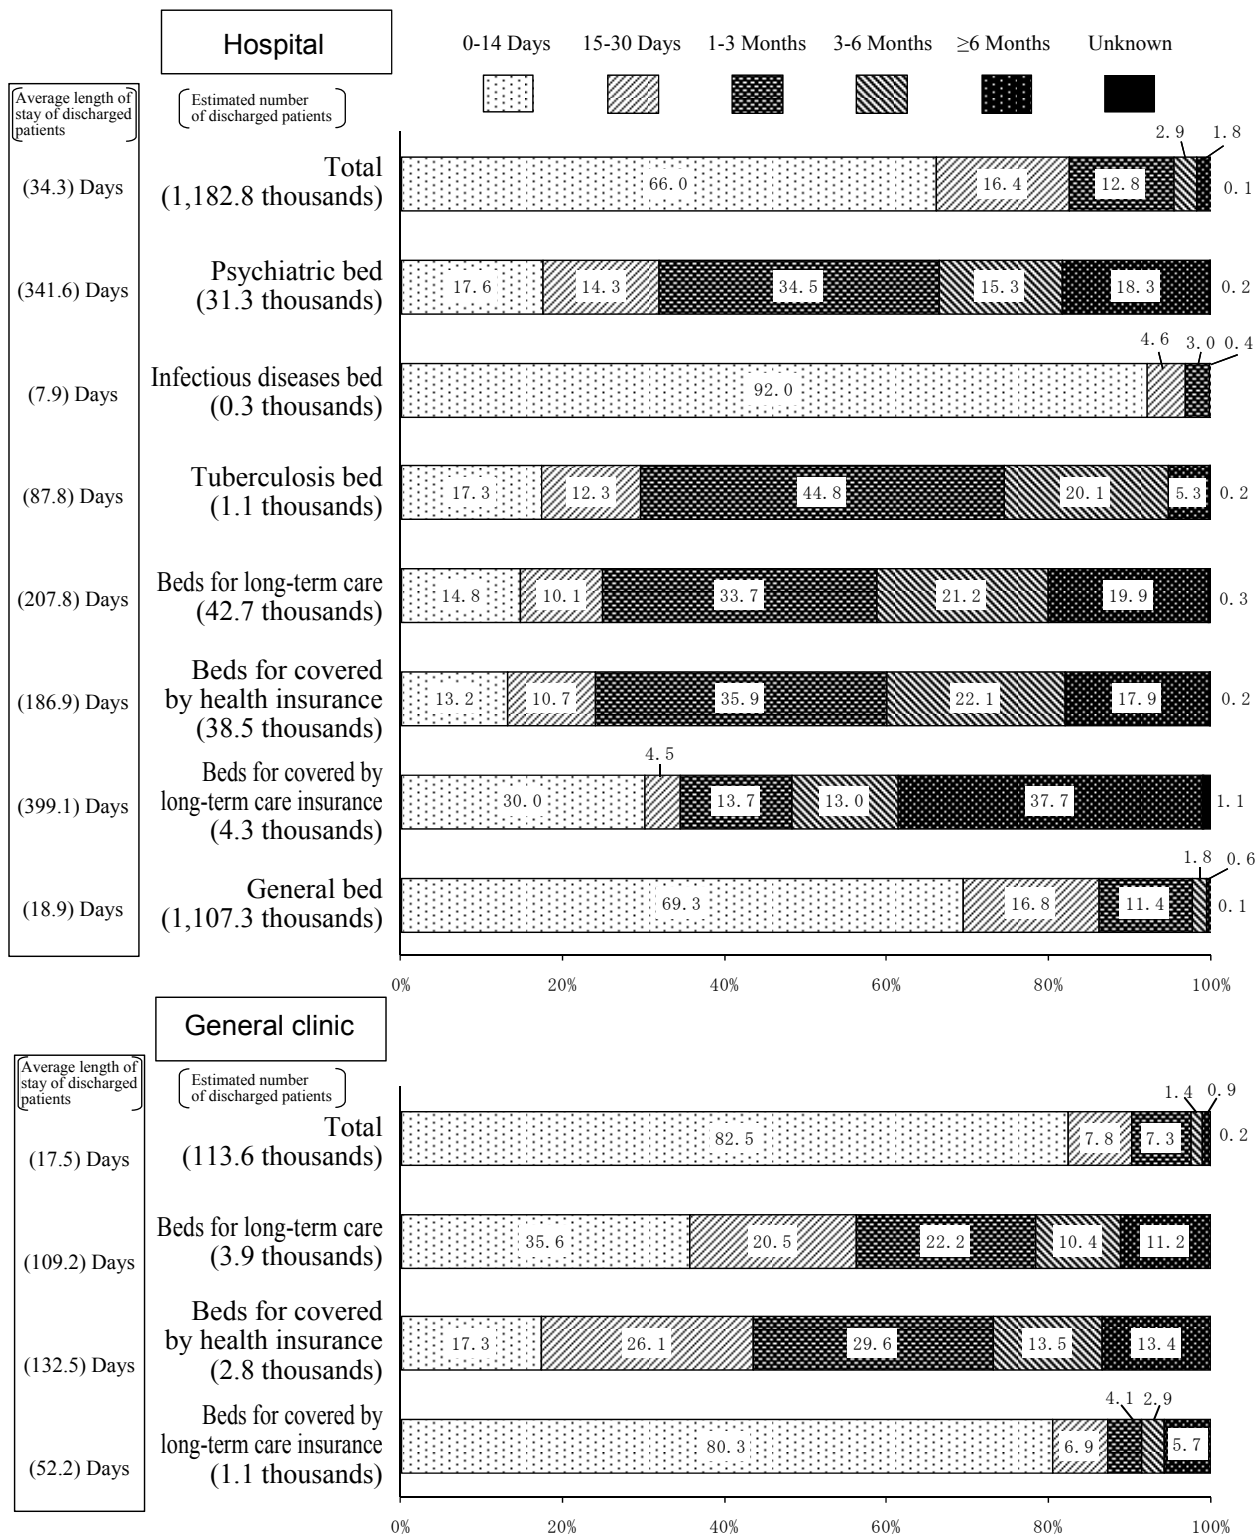 Hospital
0-14 Days 15-30 Days 1-3 Months 3-6 Months ≥6 Months Unknown
Average length of
stay of discharged
patients
Estimated number
of discharged patients
2.9 1.8
Total
(34.3) Days
(1,182.8 thousands)
66.0 16.4 12.8 0.1
Psychiatric bed
(341.6) Days
(31.3 thousands)
17.6 14.3 34.5 15.3 18.3 0.2
4.6 3.0 0.4
Infectious diseases bed
(7.9) Days
(0.3 thousands)
92.0
Tuberculosis bed
(87.8) Days
(1.1 thousands)
17.3 12.3 44.8 20.1 5.3 0.2
Beds for long-term care
(207.8) Days
(42.7 thousands)
14.8 10.1 33.7 21.2 19.9 0.3
Beds for covered
by health insurance
(186.9) Days
(38.5 thousands)
13.2 10.7 35.9 22.1 17.9 0.2
4.5
Beds for covered by
long-term care insurance
(399.1) Days
(4.3 thousands)
30.0 13.7 13.0 37.7 1.1
1.8 0.6
General bed
(18.9) Days
(1,107.3 thousands)
69.3 16.8 11.4 0.1
0% 20% 40% 60% 80% 100%
General clinic
Average length of
stay of discharged
patients
Estimated number
of discharged patients
1.4 0.9
Total
(17.5) Days
(113.6 thousands)
82.5 7.8 7.3 0.2
Beds for long-term care
(109.2) Days
(3.9 thousands)
35.6 20.5 22.2 10.4 11.2
Beds for covered
by health insurance
(132.5) Days
(2.8 thousands)
17.3 26.1 29.6 13.5 13.4
4.1 2.9
Beds for covered by
long-term care insurance
(52.2) Days
(1.1 thousands)
80.3 6.9 5.7
0% 20% 40% 60% 80% 100%